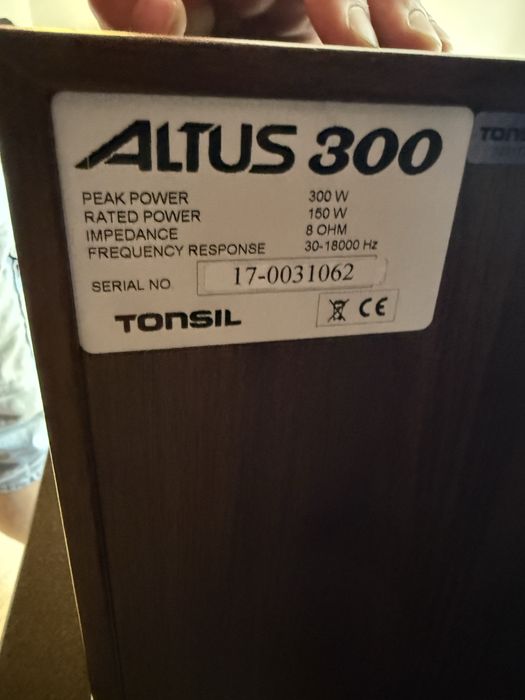 ALTUS 300
PEAK POWER 300 W
RATED POWER 150 W
IMPEDANCE 8 OHM
FREQUENCY RESPONSE 30-18000 Hz
SERIAL NO 17-0031062
TONSIL CE